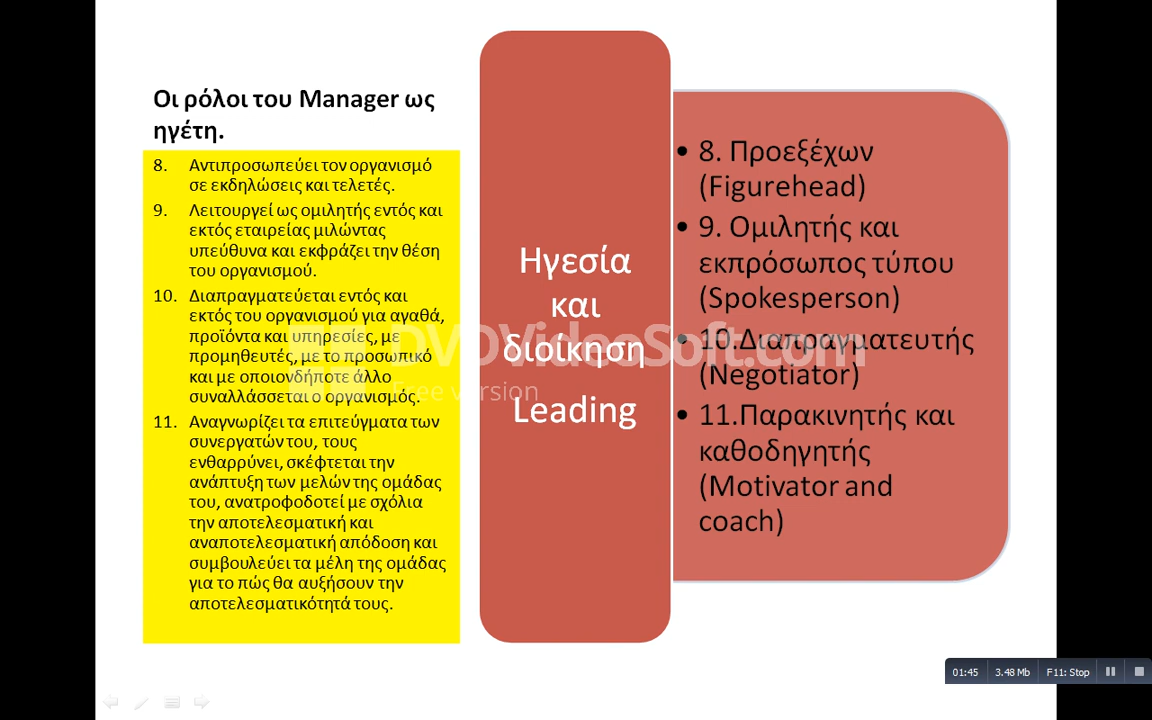 Οι ρόλοι του Manager ως
ηγέτη.
8. Αντιπροσωπεύει τον οργανισμό
σε εκδηλώσεις και τελετές.
9. Λειτουργεί ως ομιλητής εντός και
εκτός εταιρείας μιλώντας
υπεύθυνα και εκφράζει την θέση
του οργανισμού.
10. Διαπραγματεύεται εντός και
εκτός του οργανισμού για αγαθά,
προϊόντα και υπηρεσίες, με
προμηθευτές, με το προσωπικό
και με οποιονδήποτε άλλο
συναλλάσσεται ο οργανισμός.
11. Αναγνωρίζει τα επιτεύγματα των
συνεργατών του, τους
ενθαρρύνει, σκέφτεται την
ανάπτυξη των μελών της ομάδας
του, ανατροφοδοτεί με σχόλια
την αποτελεσματική και
αναποτελεσματική απόδοση και
συμβουλεύει τα μέλη της ομάδας
για το πώς θα αυξήσουν την
αποτελεσματικότητά τους.
Ηγεσία
και
διοίκηση
Leading
• 8. Προεξέχων
(Figurehead)
• 9. Ομιλητής και
εκπρόσωπος τύπου
(Spokesperson)
• 10.Διαπραγματευτής
(Negotiator)
• 11.Παρακινητής και
καθοδηγητής
(Motivator and
coach)
DVDVideoSoft.com
Free version
01:45 3.48 Mb F11: Stop